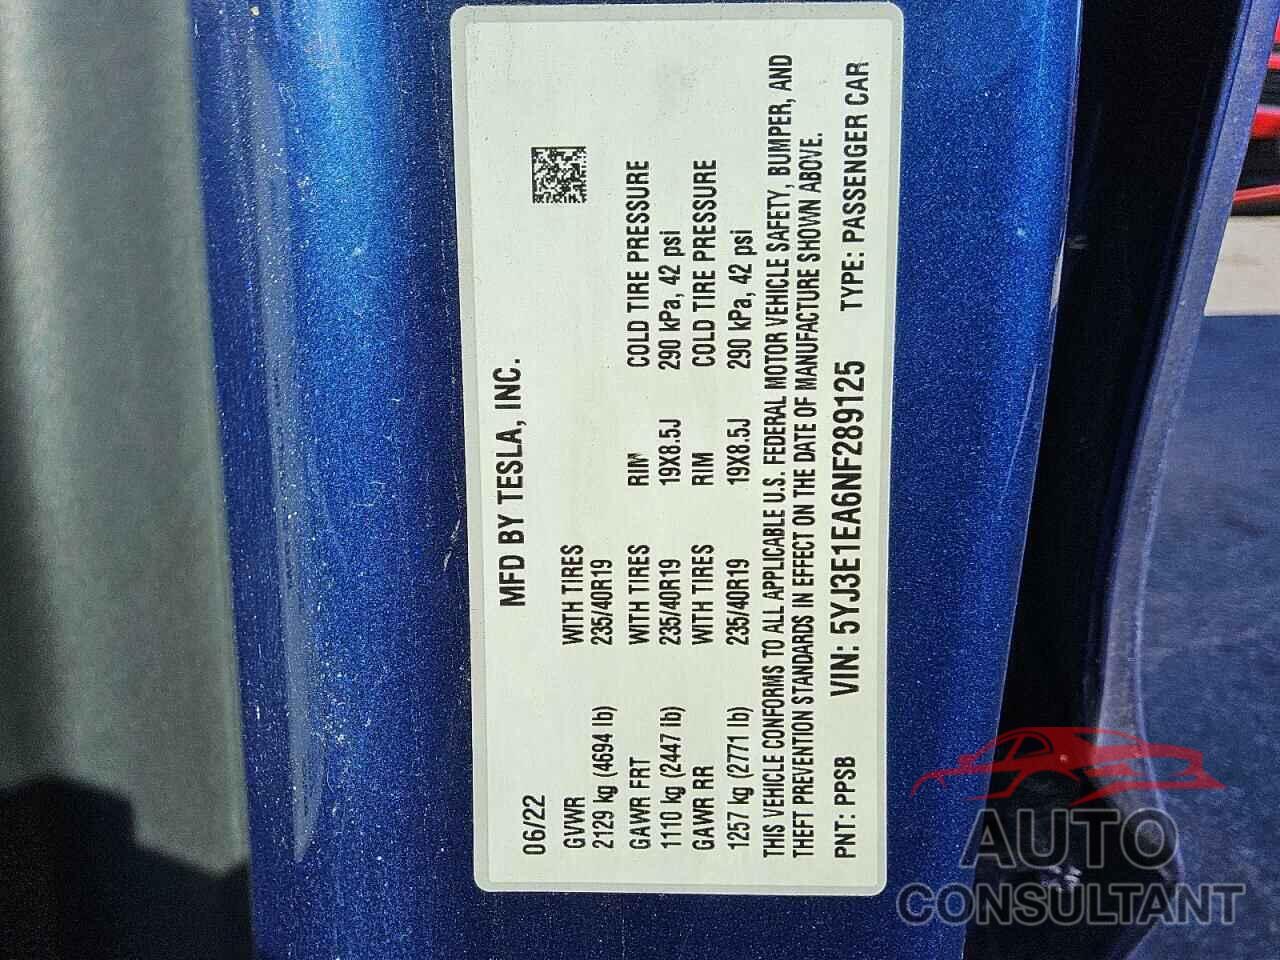 MFD BY TESLA, INC.
06/22
GVWR WITH TIRES
2129 kg (4694 lb) 235/40R19
GAWR FRT WITH TIRES RIM COLD TIRE PRESSURE
1110 kg (2447 lb) 235/40R19 19X8.5J 290 kPa, 42 psi
GAWR RR WITH TIRES RIM COLD TIRE PRESSURE
1257 kg (2771 lb) 235/40R19 19X8.5J 290 kPa, 42 psi
THIS VEHICLE CONFORMS TO ALL APPLICABLE U.S. FEDERAL MOTOR VEHICLE SAFETY, BUMPER, AND
THEFT PREVENTION STANDARDS IN EFFECT ON THE DATE OF MANUFACTURE SHOWN ABOVE.
PNT: PPSB VIN: 5YJ3E1EA6NF289125 TYPE: PASSENGER CAR
AUTO
CONSULTANT